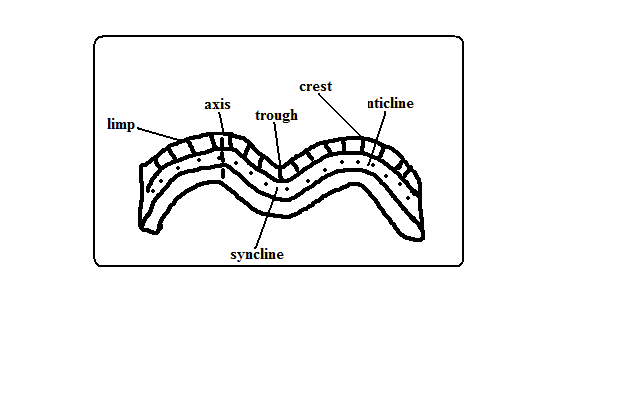 crest
axis
nticline
trough
limp
syncline